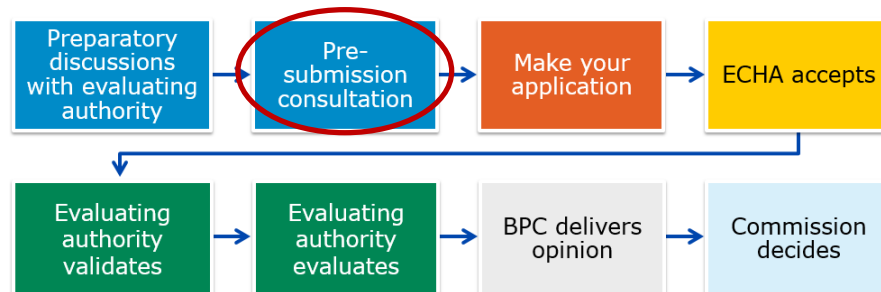 Preparatory
discussions
with evaluating
authority
Pre-
submission
consultation
Make your
application
ECHA accepts
Evaluating
authority
validates
Evaluating
authority
evaluates
BPC delivers
opinion
Commission
decides